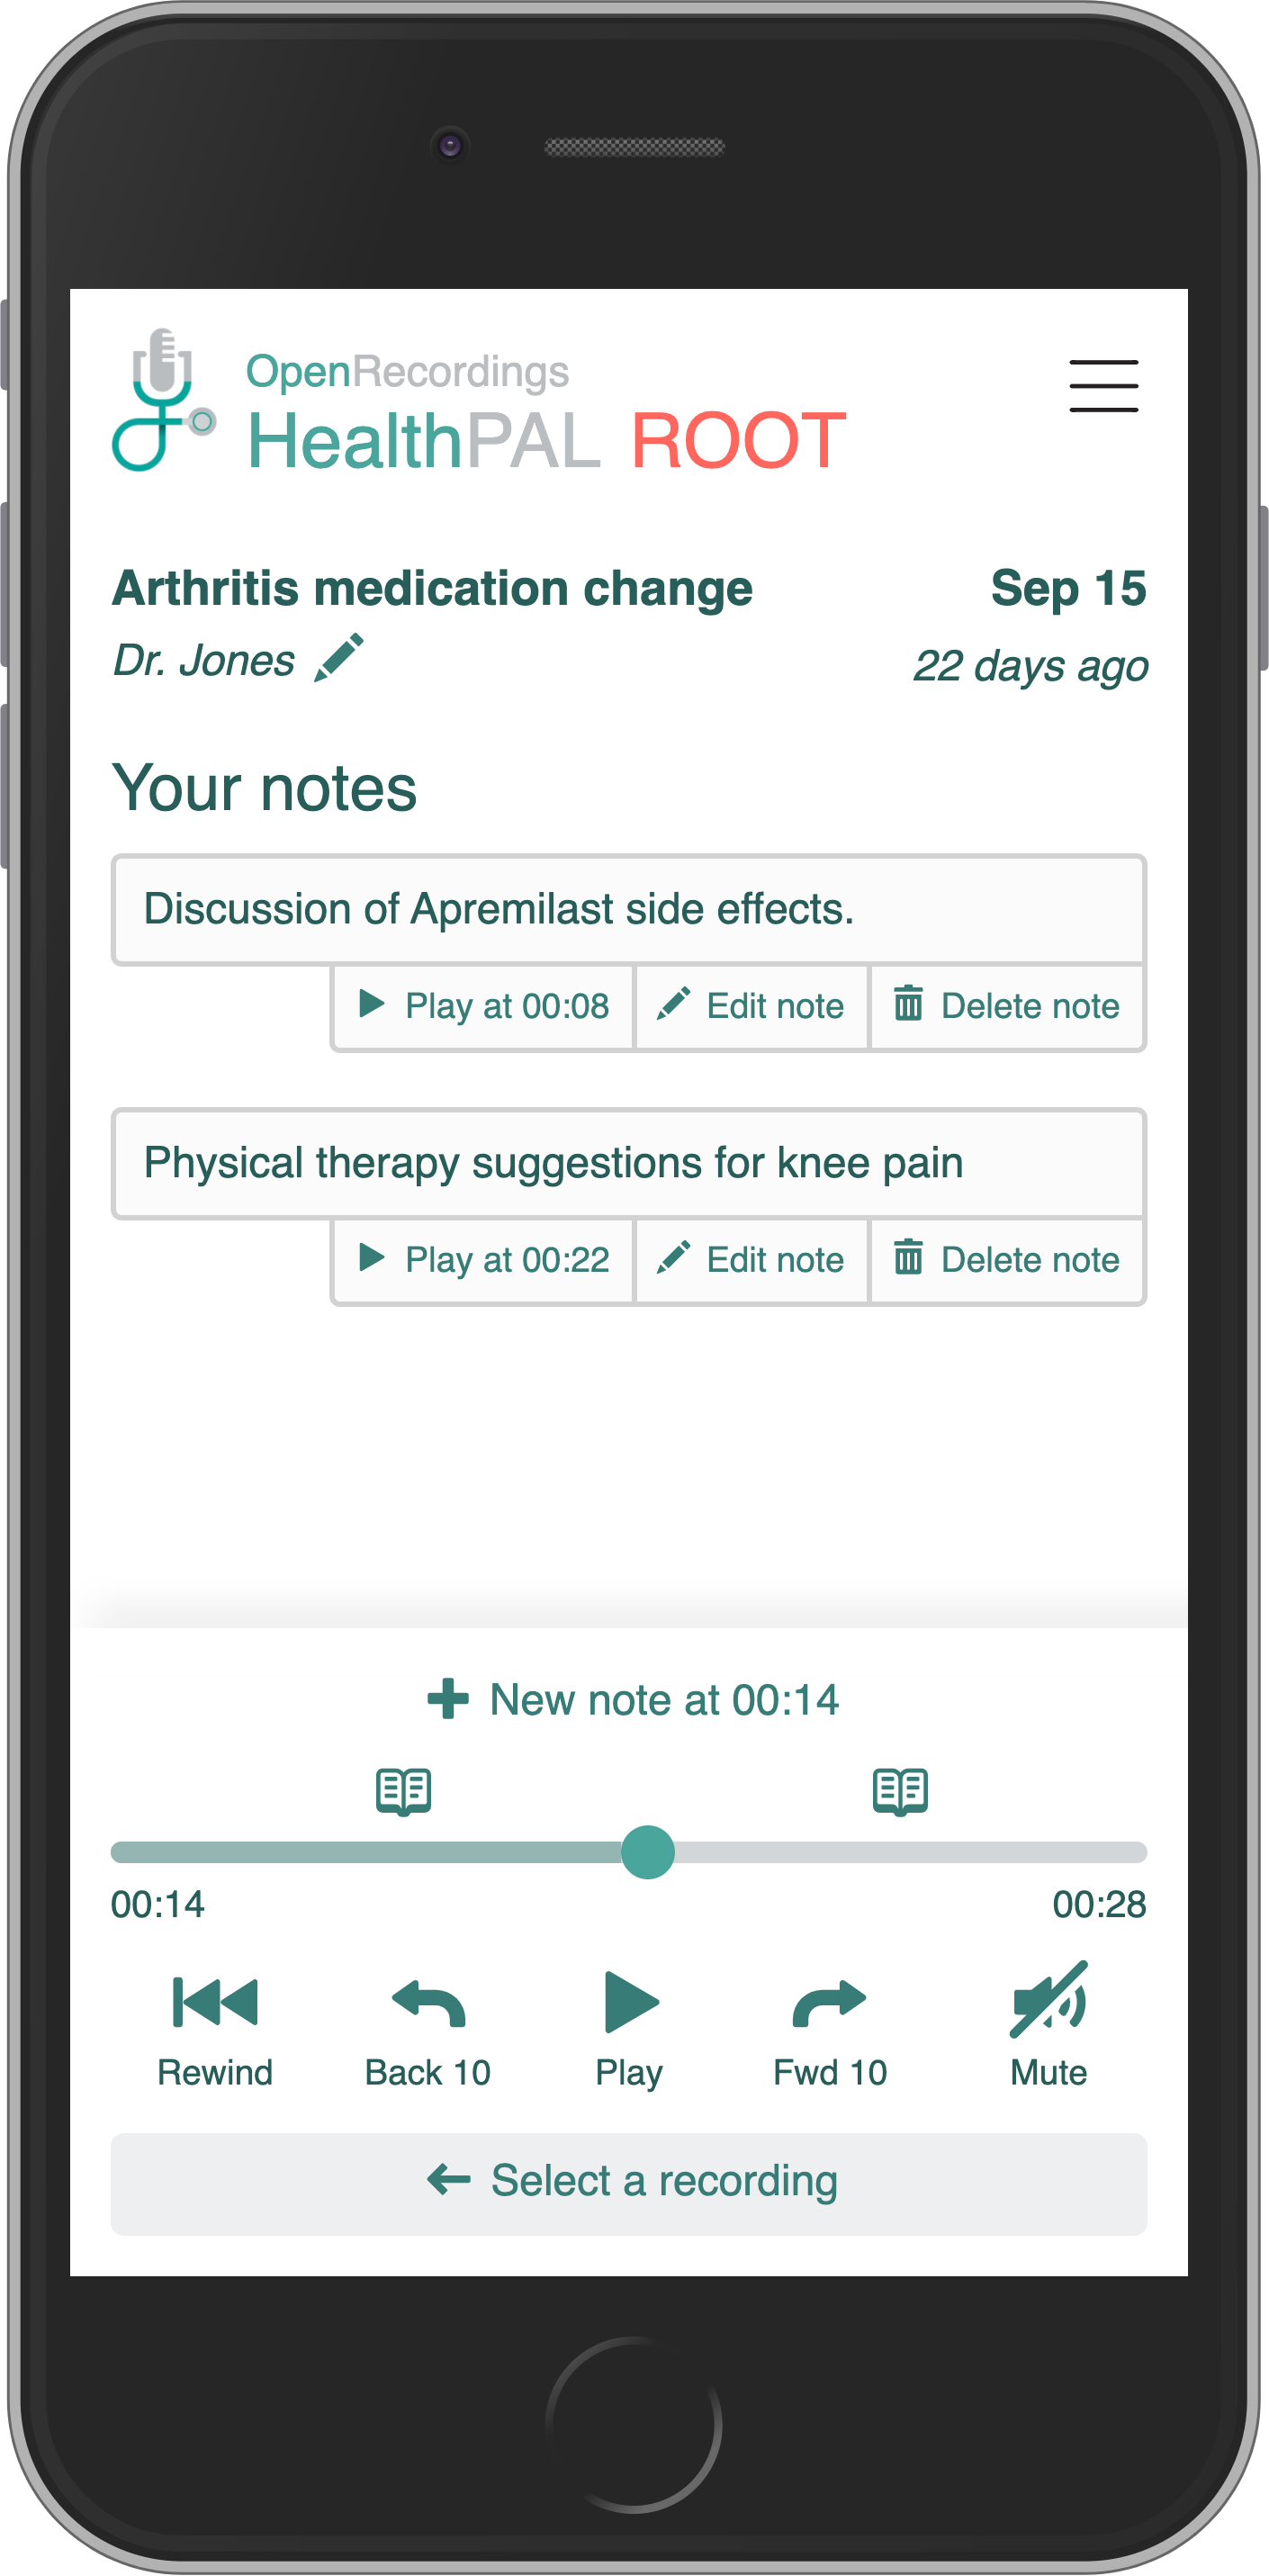 OpenRecordings
HealthPAL ROOT
Arthritis medication change Sep 15
Dr. Jones 22 days ago
Your notes
Discussion of Apremilast side effects.
Play at 00:08 Edit note Delete note
Physical therapy suggestions for knee pain
Play at 00:22 Edit note Delete note
New note at 00:14
00:14 00:28
Rewind Back 10 Play Fwd 10 Mute
Select a recording